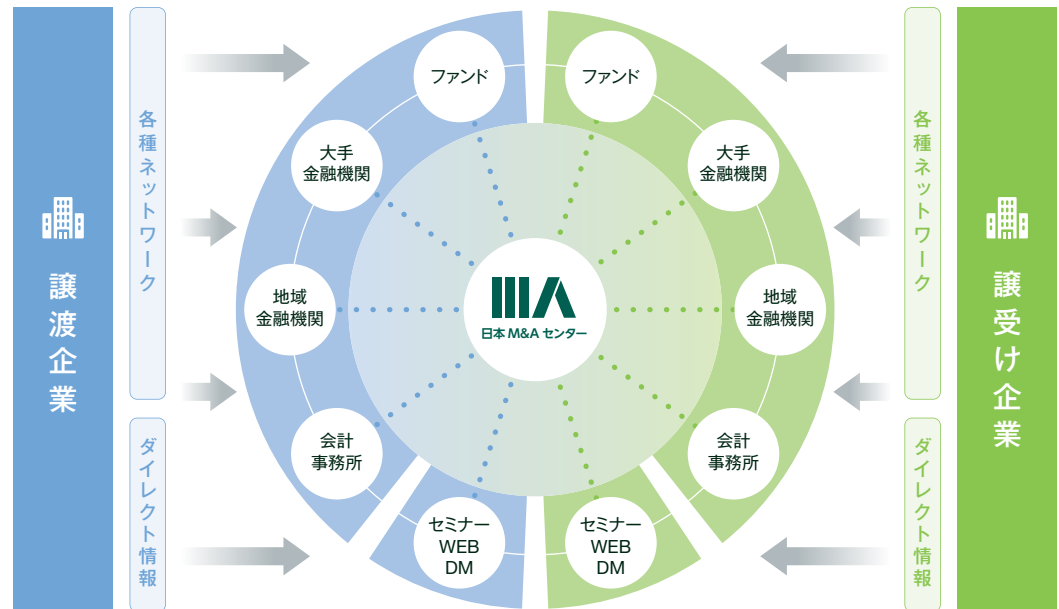 譲渡企業
各種ネットワーク
ダイレクト情報
ファンド
大手
金融機関
地域
金融機関
会計
事務所
セミナー
WEB
DM
日本 M&A センター
ファンド
大手
金融機関
地域
金融機関
会計
事務所
セミナー
WEB
DM
各種ネットワーク
ダイレクト情報
譲受け企業